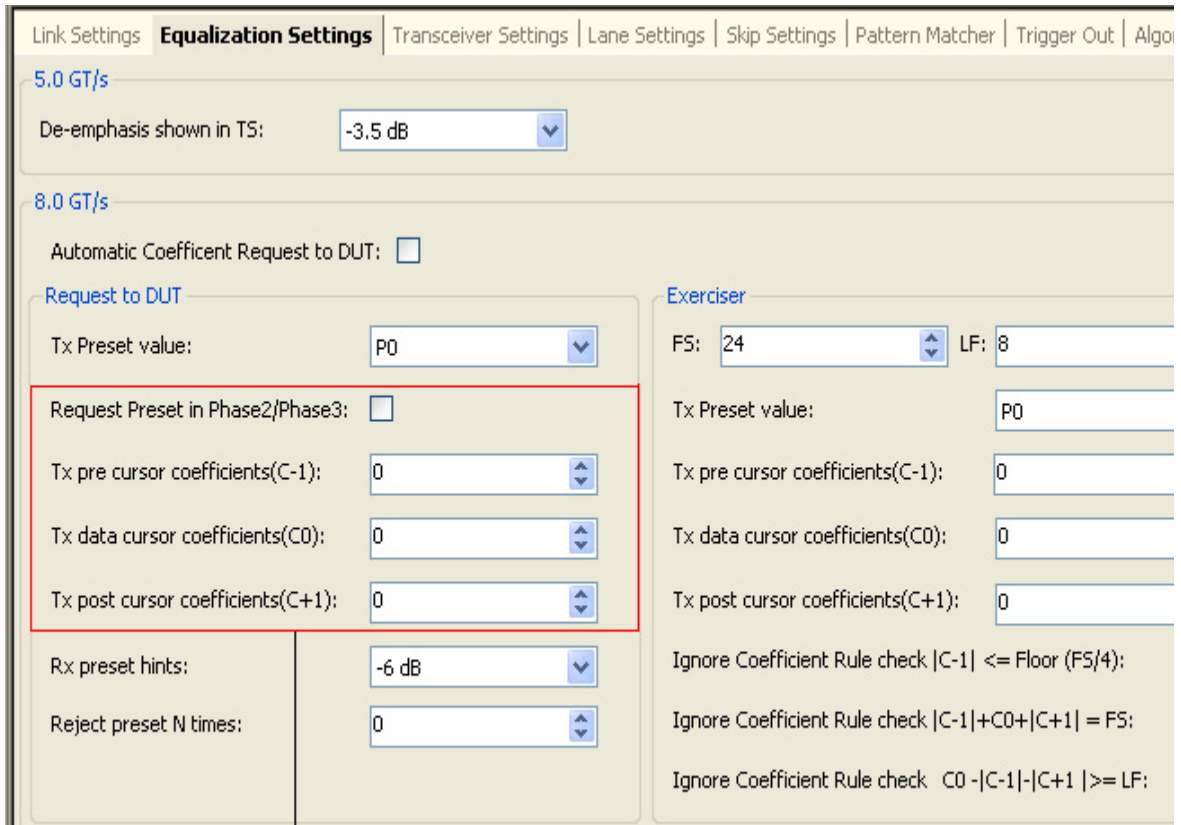 Link Settings Equalization Settings Transceiver Settings Lane Settings Skip Settings Pattern Matcher Trigger Out Algo
5.0 GT/s
De-emphasis shown in TS: -3.5 dB
8.0 GT/s
Automatic Coefficent Request to DUT:
Request to DUT
Tx Preset value: P0
Request Preset in Phase2/Phase3:
Tx pre cursor coefficients(C-1): 0
Tx data cursor coefficients(C0): 0
Tx post cursor coefficients(C+1): 0
Rx preset hints: -6 dB
Reject preset N times: 0
Exerciser
FS: 24 LF: 8
Tx Preset value: P0
Tx pre cursor coefficients(C-1): 0
Tx data cursor coefficients(C0): 0
Tx post cursor coefficients(C+1): 0
Ignore Coefficient Rule check |C-1| <= Floor (FS/4):
Ignore Coefficient Rule check |C-1|+C0+|C+1| = FS:
Ignore Coefficient Rule check C0 -|C-1|-|C+1 |>= LF: